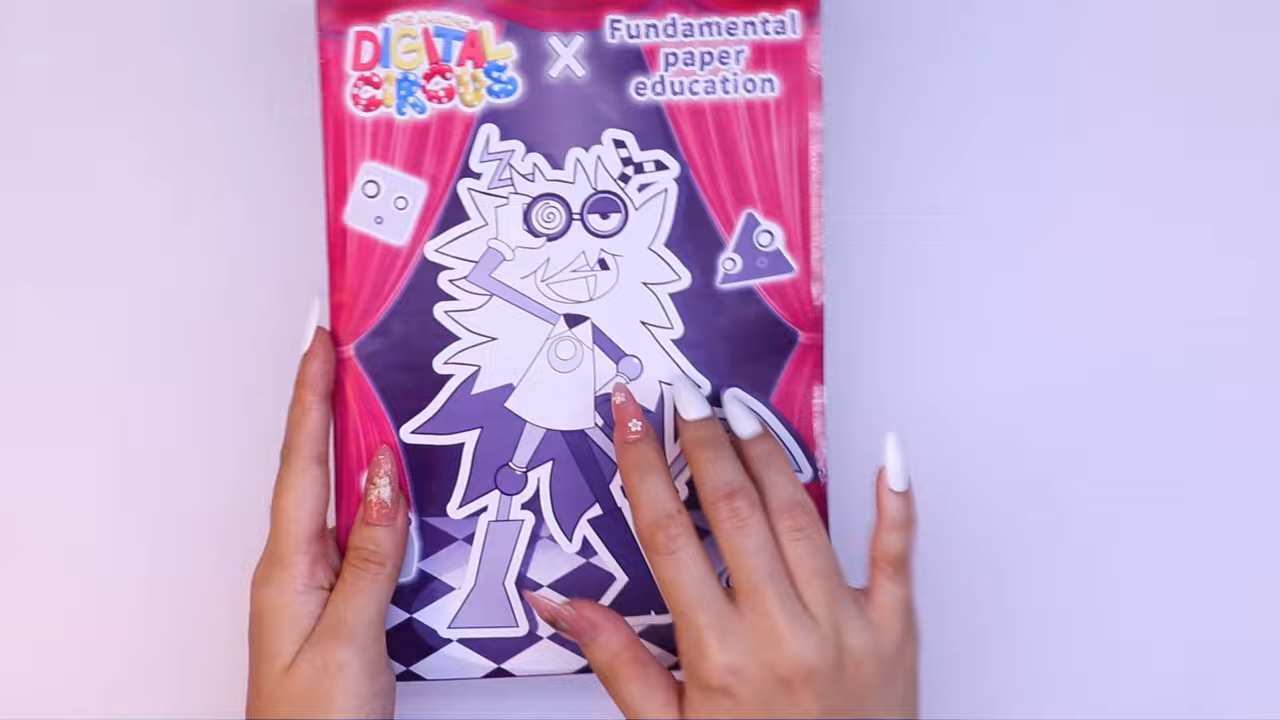 THE AMAZING
DIGITAL
CIRCUS
X
Fundamental
paper
education